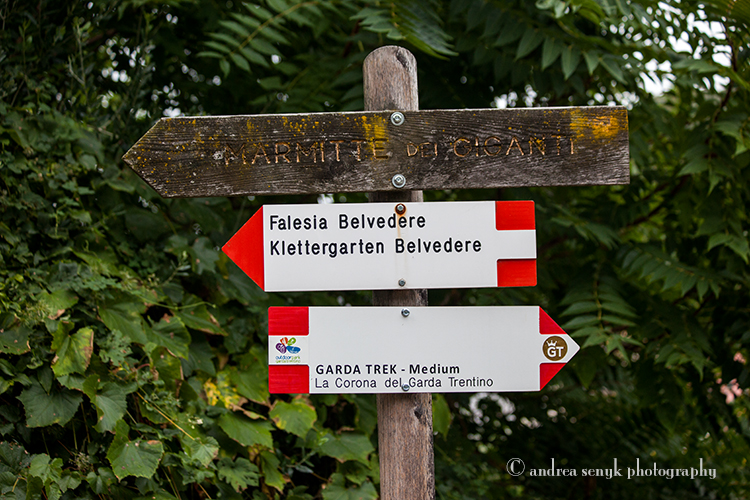 MARMITTE DEI GIGANTI
Falesia Belvedere
Klettergarten Belvedere
GT
GARDA TREK - Medium
La Corona del Garda Trentino
© andrea senyk photography